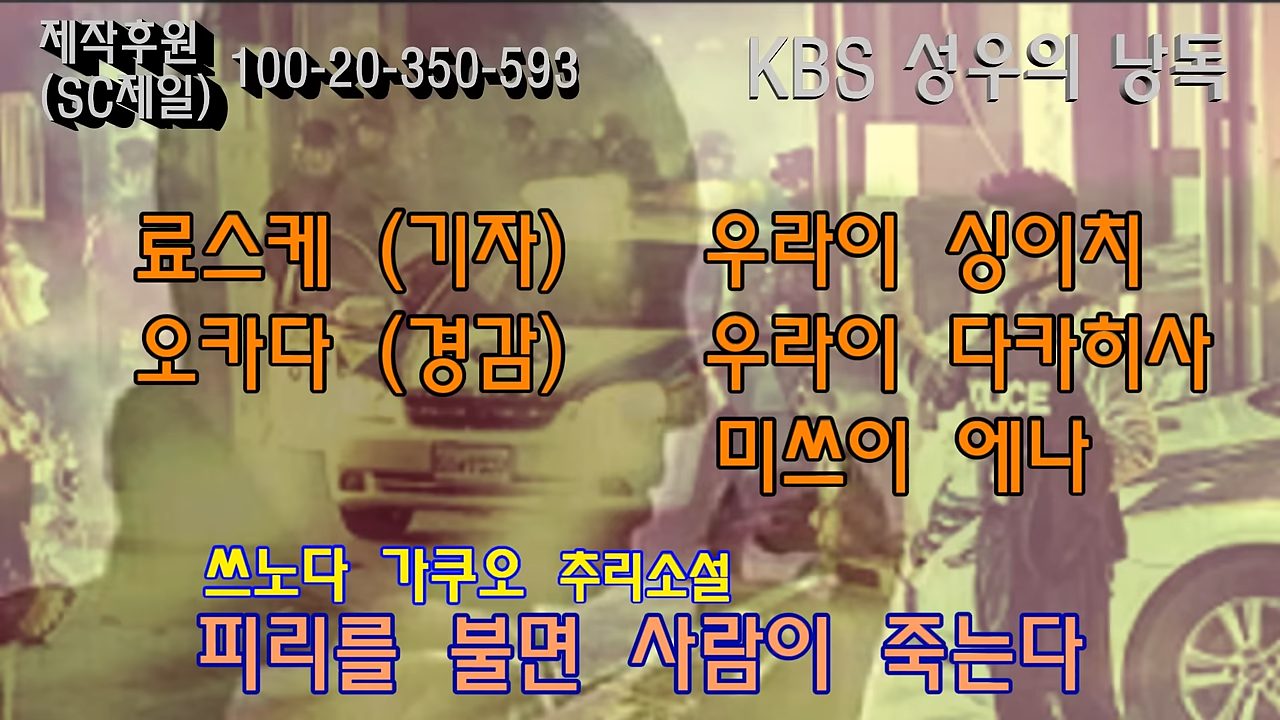 제작후원
(SC제일) 100-20-350-593
KBS 성우의 낭독
료스케 (기자) 우라이 싱이치
오카다 (경감) 우라이 다카히사
미쓰이 에나
쓰노다 가쿠오 추리소설
피리를 불면 사람이 죽는다